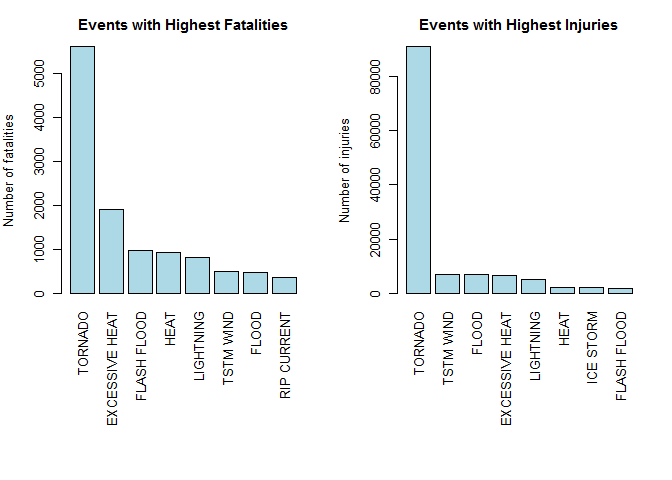 Events with Highest Fatalities
Number of fatalities
5000
4000
3000
2000
1000
0
TORNADO
EXCESSIVE HEAT
FLASH FLOOD
HEAT
LIGHTNING
TSTM WIND
FLOOD
RIP CURRENT
Events with Highest Injuries
Number of injuries
80000
60000
40000
20000
0
TORNADO
TSTM WIND
FLOOD
EXCESSIVE HEAT
LIGHTNING
HEAT
ICE STORM
FLASH FLOOD